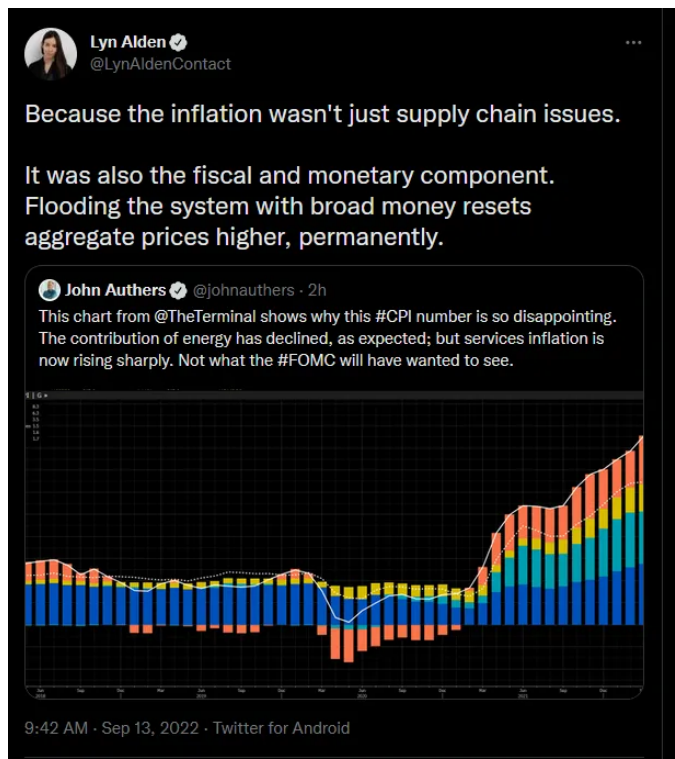 Lyn Alden
@LynAldenContact
Because the inflation wasn't just supply chain issues.
It was also the fiscal and monetary component.
Flooding the system with broad money resets
aggregate prices higher, permanently.
John Authers @johnauthers · 2h
This chart from @TheTerminal shows why this #CPI number is so disappointing.
The contribution of energy has declined, as expected; but services inflation is
now rising sharply. Not what the #FOMC will have wanted to see.
9:42 AM · Sep 13, 2022 · Twitter for Android